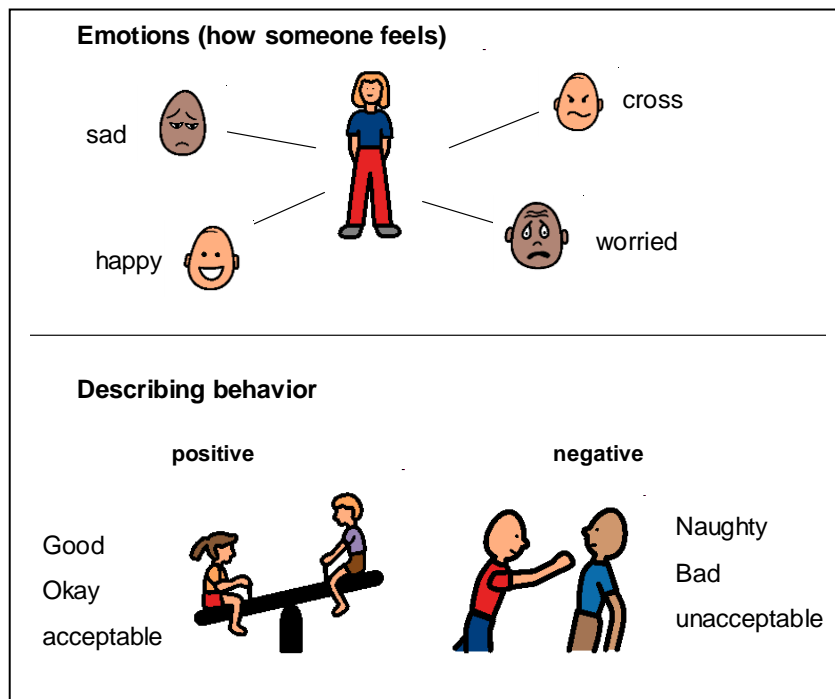 Emotions (how someone feels)
sad
cross
happy
worried
Describing behavior
positive
negative
Good
Okay
acceptable
Naughty
Bad
unacceptable